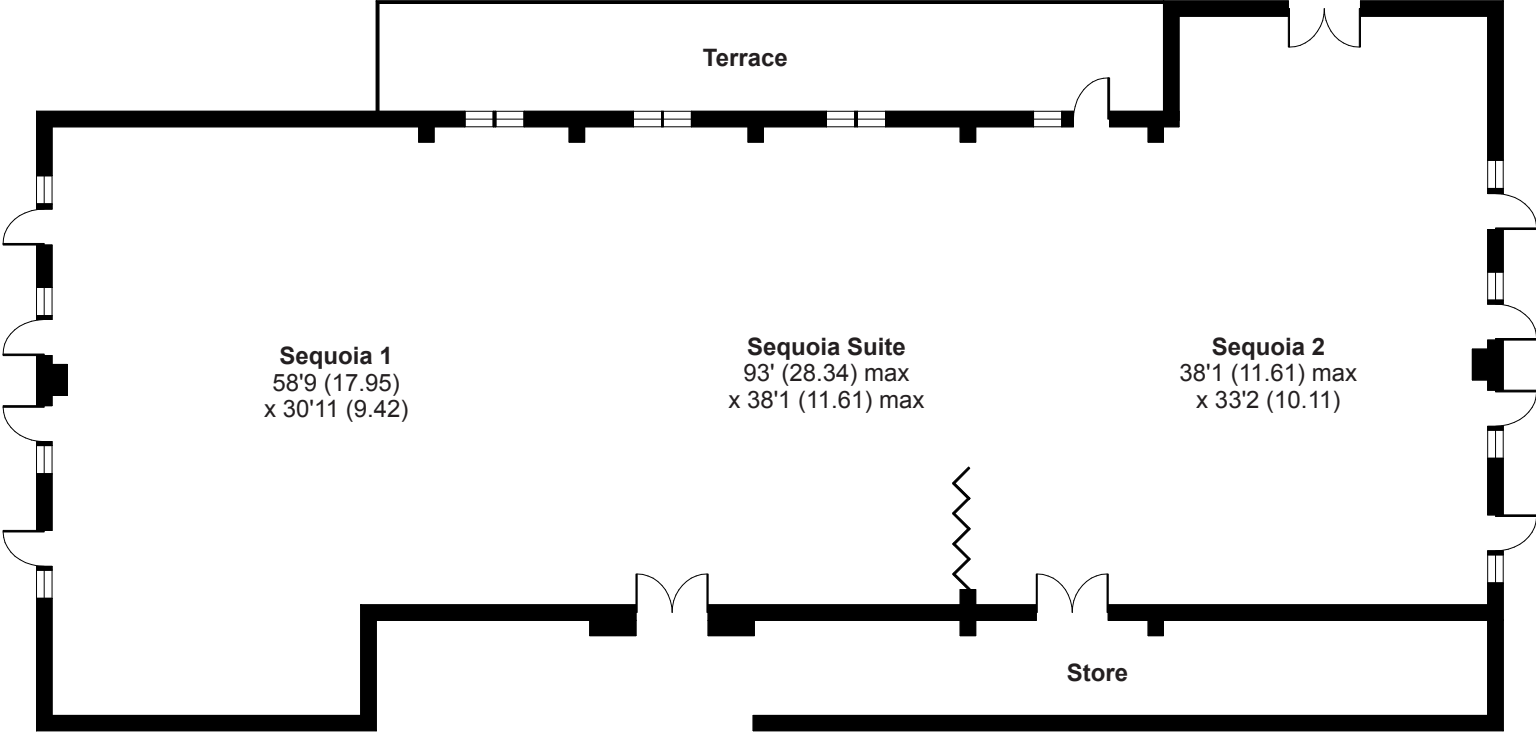 Terrace
Sequoia 1
58'9 (17.95)
x 30'11 (9.42)
Sequoia Suite
93' (28.34) max
x 38'1 (11.61) max
Sequoia 2
38'1 (11.61) max
x 33'2 (10.11)
Store